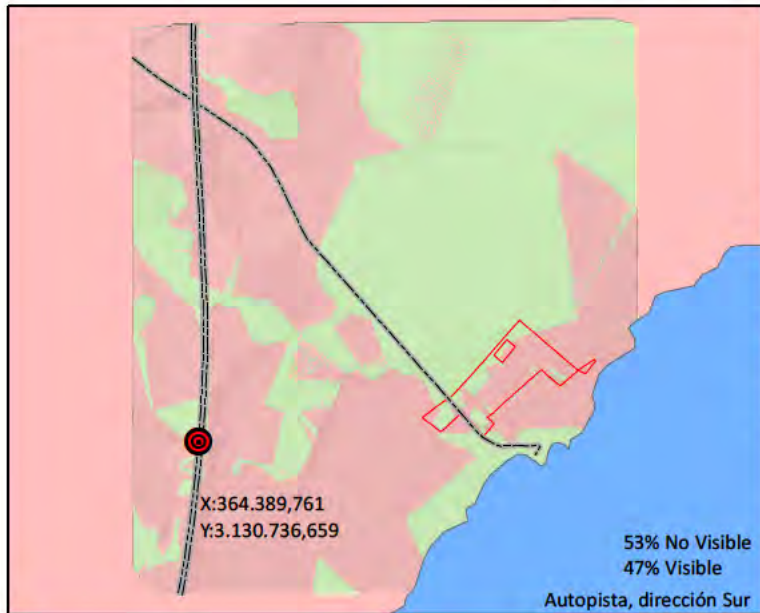 X:364.389,761
Y:3.130.736,659
53% No Visible
47% Visible
Autopista, dirección Sur